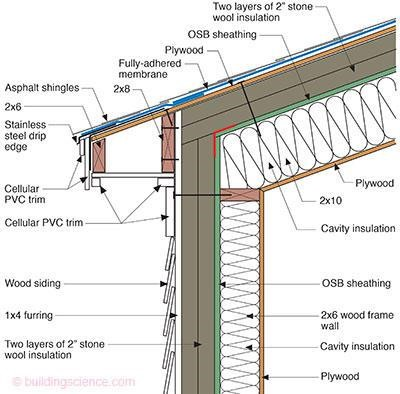 Two layers of 2" stone
wool insulation
OSB sheathing
Plywood
Fully-adhered
membrane
Asphalt shingles
2x8
2x6
Stainless
steel drip
edge
Cellular
PVC trim
Plywood
2x10
Cellular PVC trim
Cavity insulation
Wood siding
OSB sheathing
1x4 furring
2x6 wood frame
wall
Two layers of 2" stone
wool insulation
Cavity insulation
Plywood
© buildingscience.com